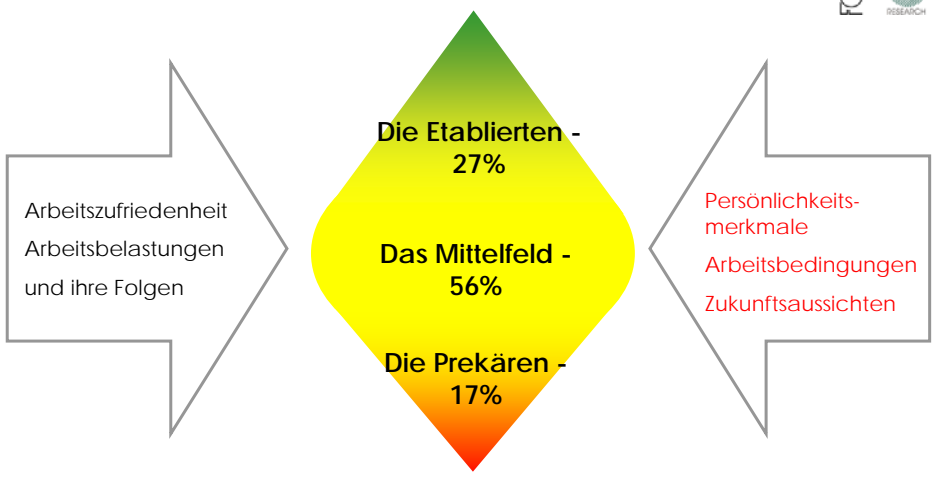 RESEARCH
Die Etablierten -
27%
Arbeitszufriedenheit
Arbeitsbelastungen
und ihre Folgen
Das Mittelfeld -
56%
Persönlichkeits-
merkmale
Arbeitsbedingungen
Zukunftsaussichten
Die Prekären -
17%